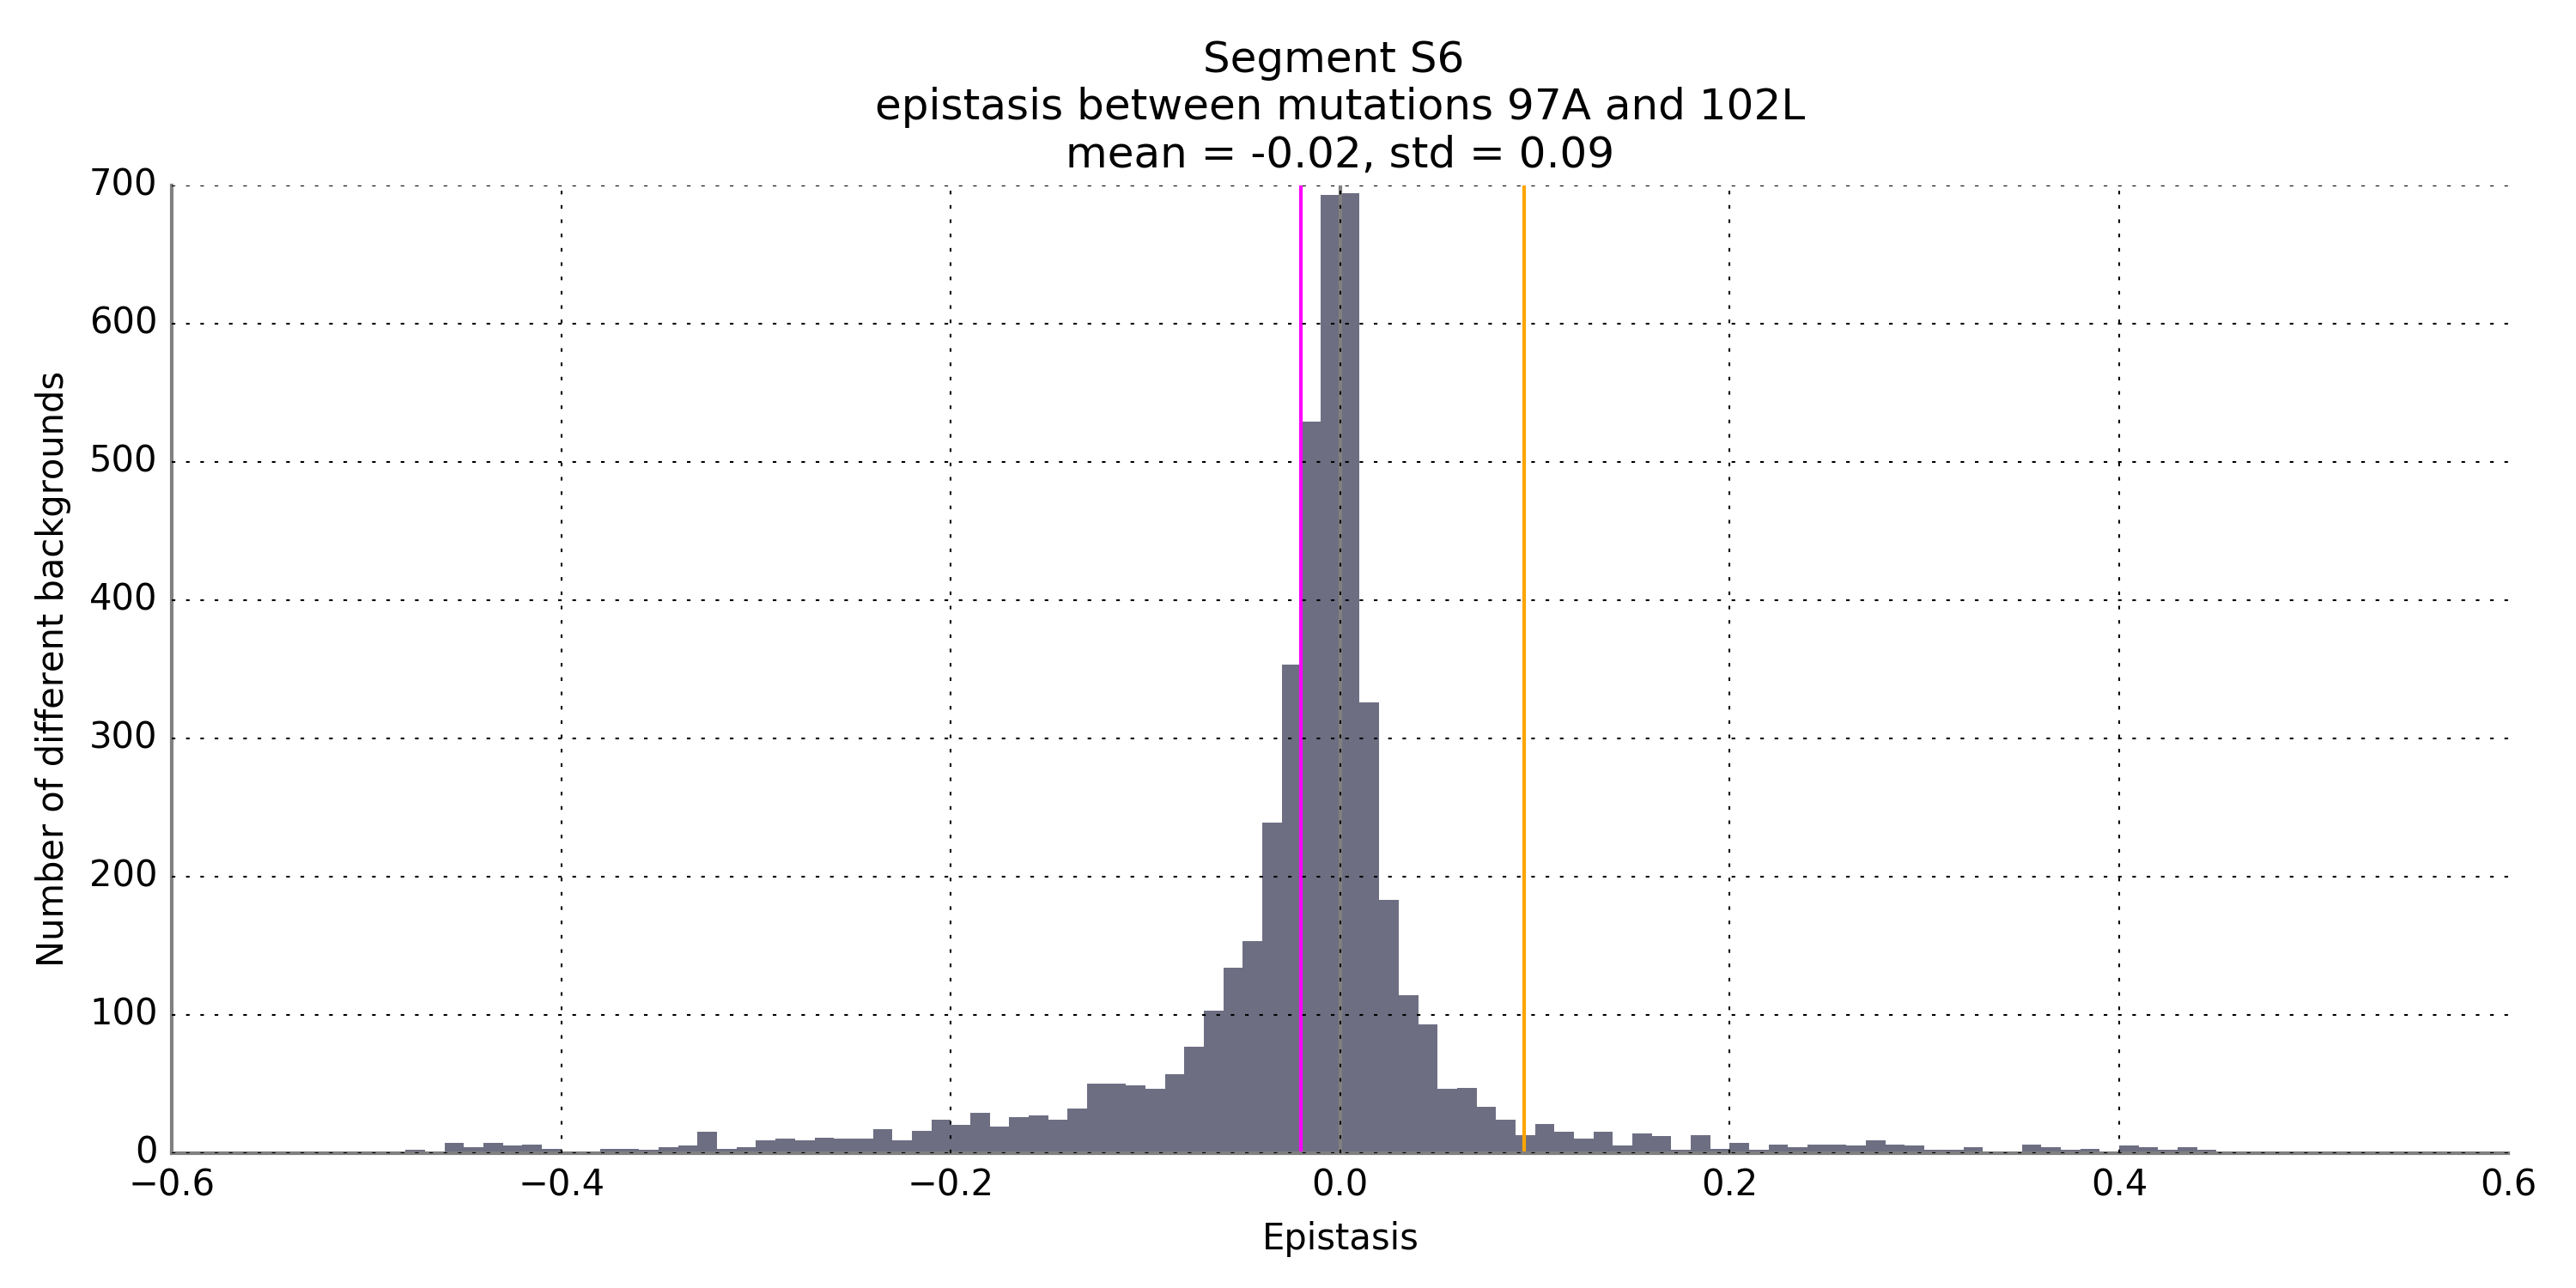 Segment S6
epistasis between mutations 97A and 102L
mean = -0.02, std = 0.09
700
600
500
400
300
200
100
0
Number of different backgrounds
−0.6 −0.4 −0.2 0.0 0.2 0.4 0.6
Epistasis